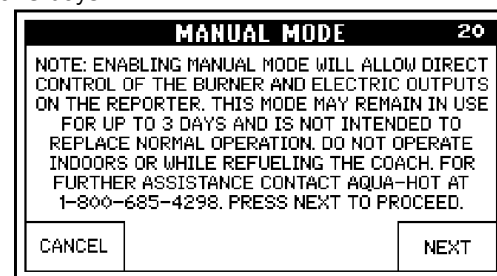 MANUAL MODE 20
NOTE: ENABLING MANUAL MODE WILL ALLOW DIRECT
CONTROL OF THE BURNER AND ELECTRIC OUTPUTS
ON THE REPORTER. THIS MODE MAY REMAIN IN USE
FOR UP TO 3 DAYS AND IS NOT INTENDED TO
REPLACE NORMAL OPERATION. DO NOT OPERATE
INDOORS OR WHILE REFUELING THE COACH. FOR
FURTHER ASSISTANCE CONTACT AQUA-HOT AT
1-800-685-4298. PRESS NEXT TO PROCEED.
CANCEL NEXT